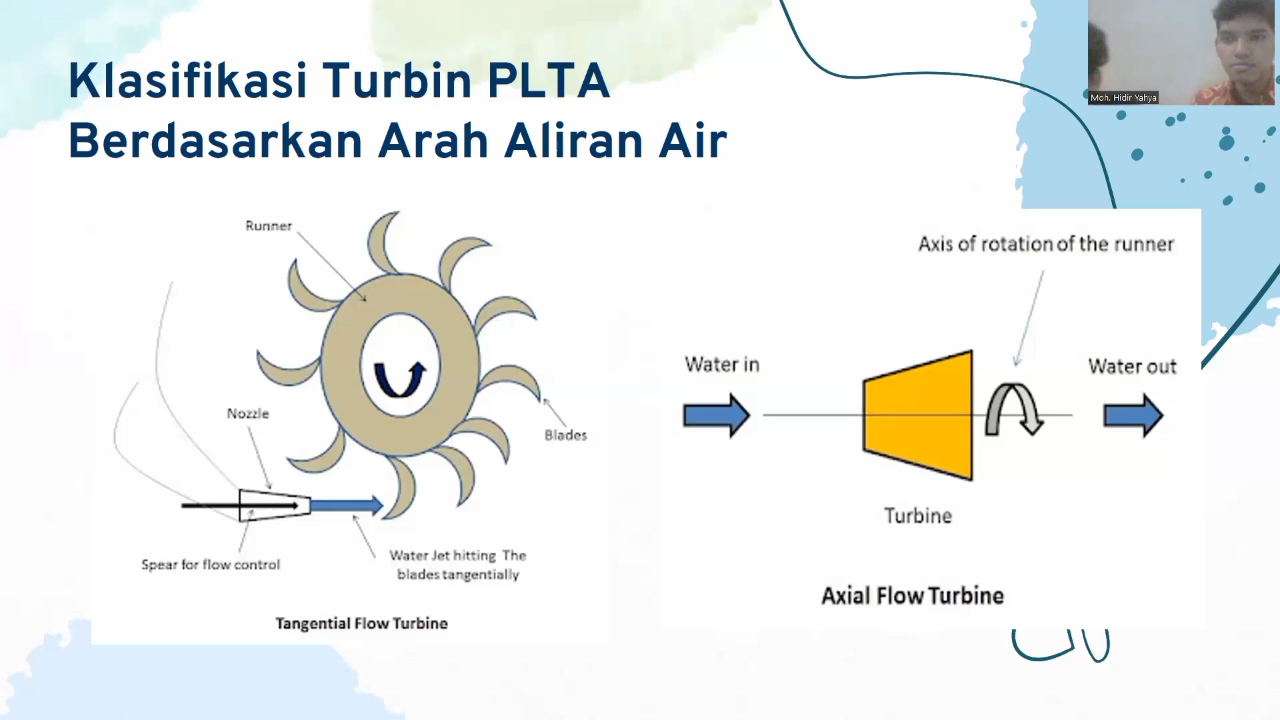 Klasifikasi Turbin PLTA
Berdasarkan Arah Aliran Air
Moh. Hidir Yahya
Runner
Nozzle
Blades
Spear for flow control
Water Jet hitting The
blades tangentially
Tangential Flow Turbine
Axis of rotation of the runner
Water in
Water out
Turbine
Axial Flow Turbine